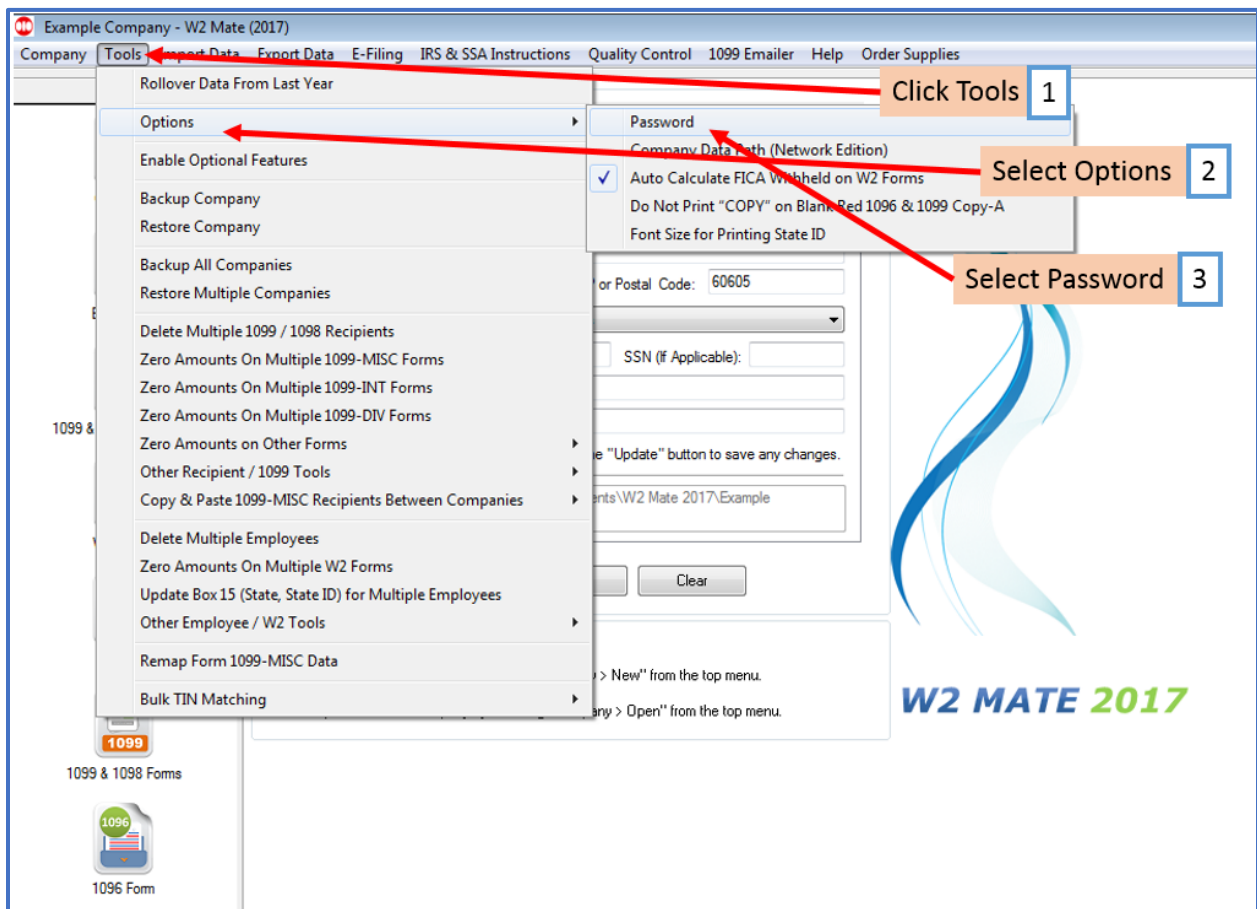 Example Company - W2 Mate (2017)
Company Tools Import Data Export Data E-Filing IRS & SSA Instructions Quality Control 1099 Emailer Help Order Supplies
Click Tools 1
Rollover Data From Last Year
Options
Enable Optional Features
Backup Company
Restore Company
Backup All Companies
Restore Multiple Companies
Delete Multiple 1099 / 1098 Recipients
Zero Amounts On Multiple 1099-MISC Forms
Zero Amounts On Multiple 1099-INT Forms
Zero Amounts On Multiple 1099-DIV Forms
Zero Amounts on Other Forms
Other Recipient / 1099 Tools
Copy & Paste 1099-MISC Recipients Between Companies
Delete Multiple Employees
Zero Amounts On Multiple W2 Forms
Update Box 15 (State, State ID) for Multiple Employees
Other Employee / W2 Tools
Remap Form 1099-MISC Data
Bulk TIN Matching
Password
Company Data Path (Network Edition)
Auto Calculate FICA Withheld on W2 Forms
Do Not Print "COPY" on Blank Red 1096 & 1099 Copy-A
Font Size for Printing State ID
Select Options 2
Select Password 3
or Postal Code: 60605
SSN (If Applicable):
"Update" button to save any changes.
\W2 Mate 2017\Example
Clear
> New" from the top menu.
> Open" from the top menu.
W2 MATE 2017
1099 &
1099
1099 & 1098 Forms
1096
1096 Form